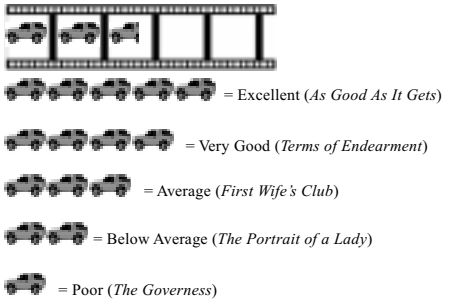 = Excellent (As Good As It Gets)
= Very Good (Terms of Endearment)
= Average (First Wife's Club)
= Below Average (The Portrait of a Lady)
= Poor (The Governess)